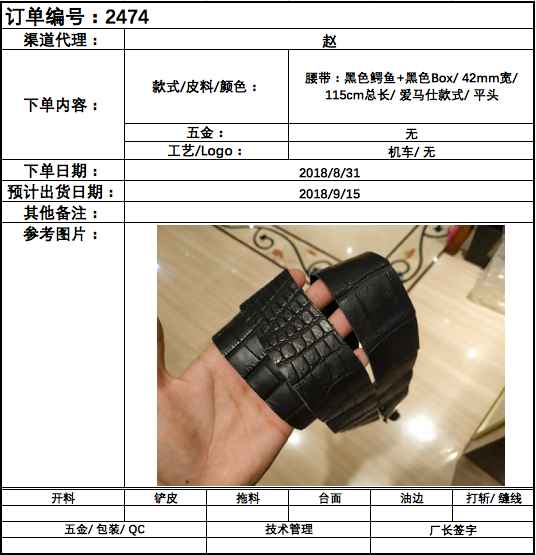 订单编号：2474
渠道代理： 赵
下单内容： 款式/皮料/颜色： 腰带：黑色鳄鱼+黑色Box/ 42mm宽/
115cm总长/ 爱马仕款式/ 平头
五金： 无
工艺/Logo： 机车/ 无
下单日期： 2018/8/31
预计出货日期： 2018/9/15
其他备注：
参考图片：
开料 铲皮 拖料 台面 油边 打斩/ 缝线
五金/ 包装/ QC 技术管理 厂长签字